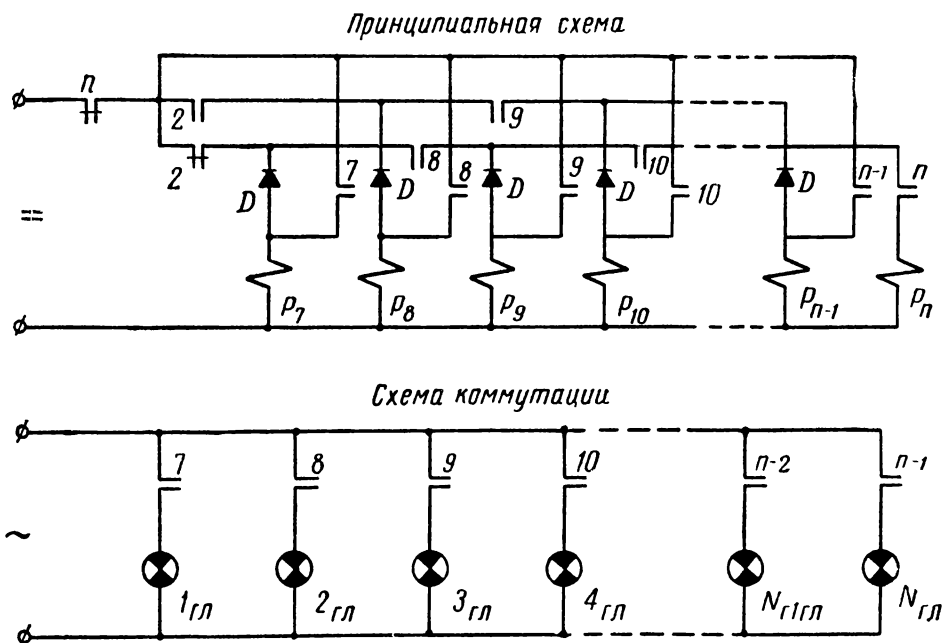 Принципиальная схема
n
2
9
2
7
8
8
9
10
10
n-1
n
D
D
D
D
D
=
P₇
P₈
P₉
P₁₀
Pₙ₋₁
Pₙ
Схема коммутации
7
8
9
10
n-2
n-1
~
1гл
2гл
3гл
4гл
Nг1гл
Nгл